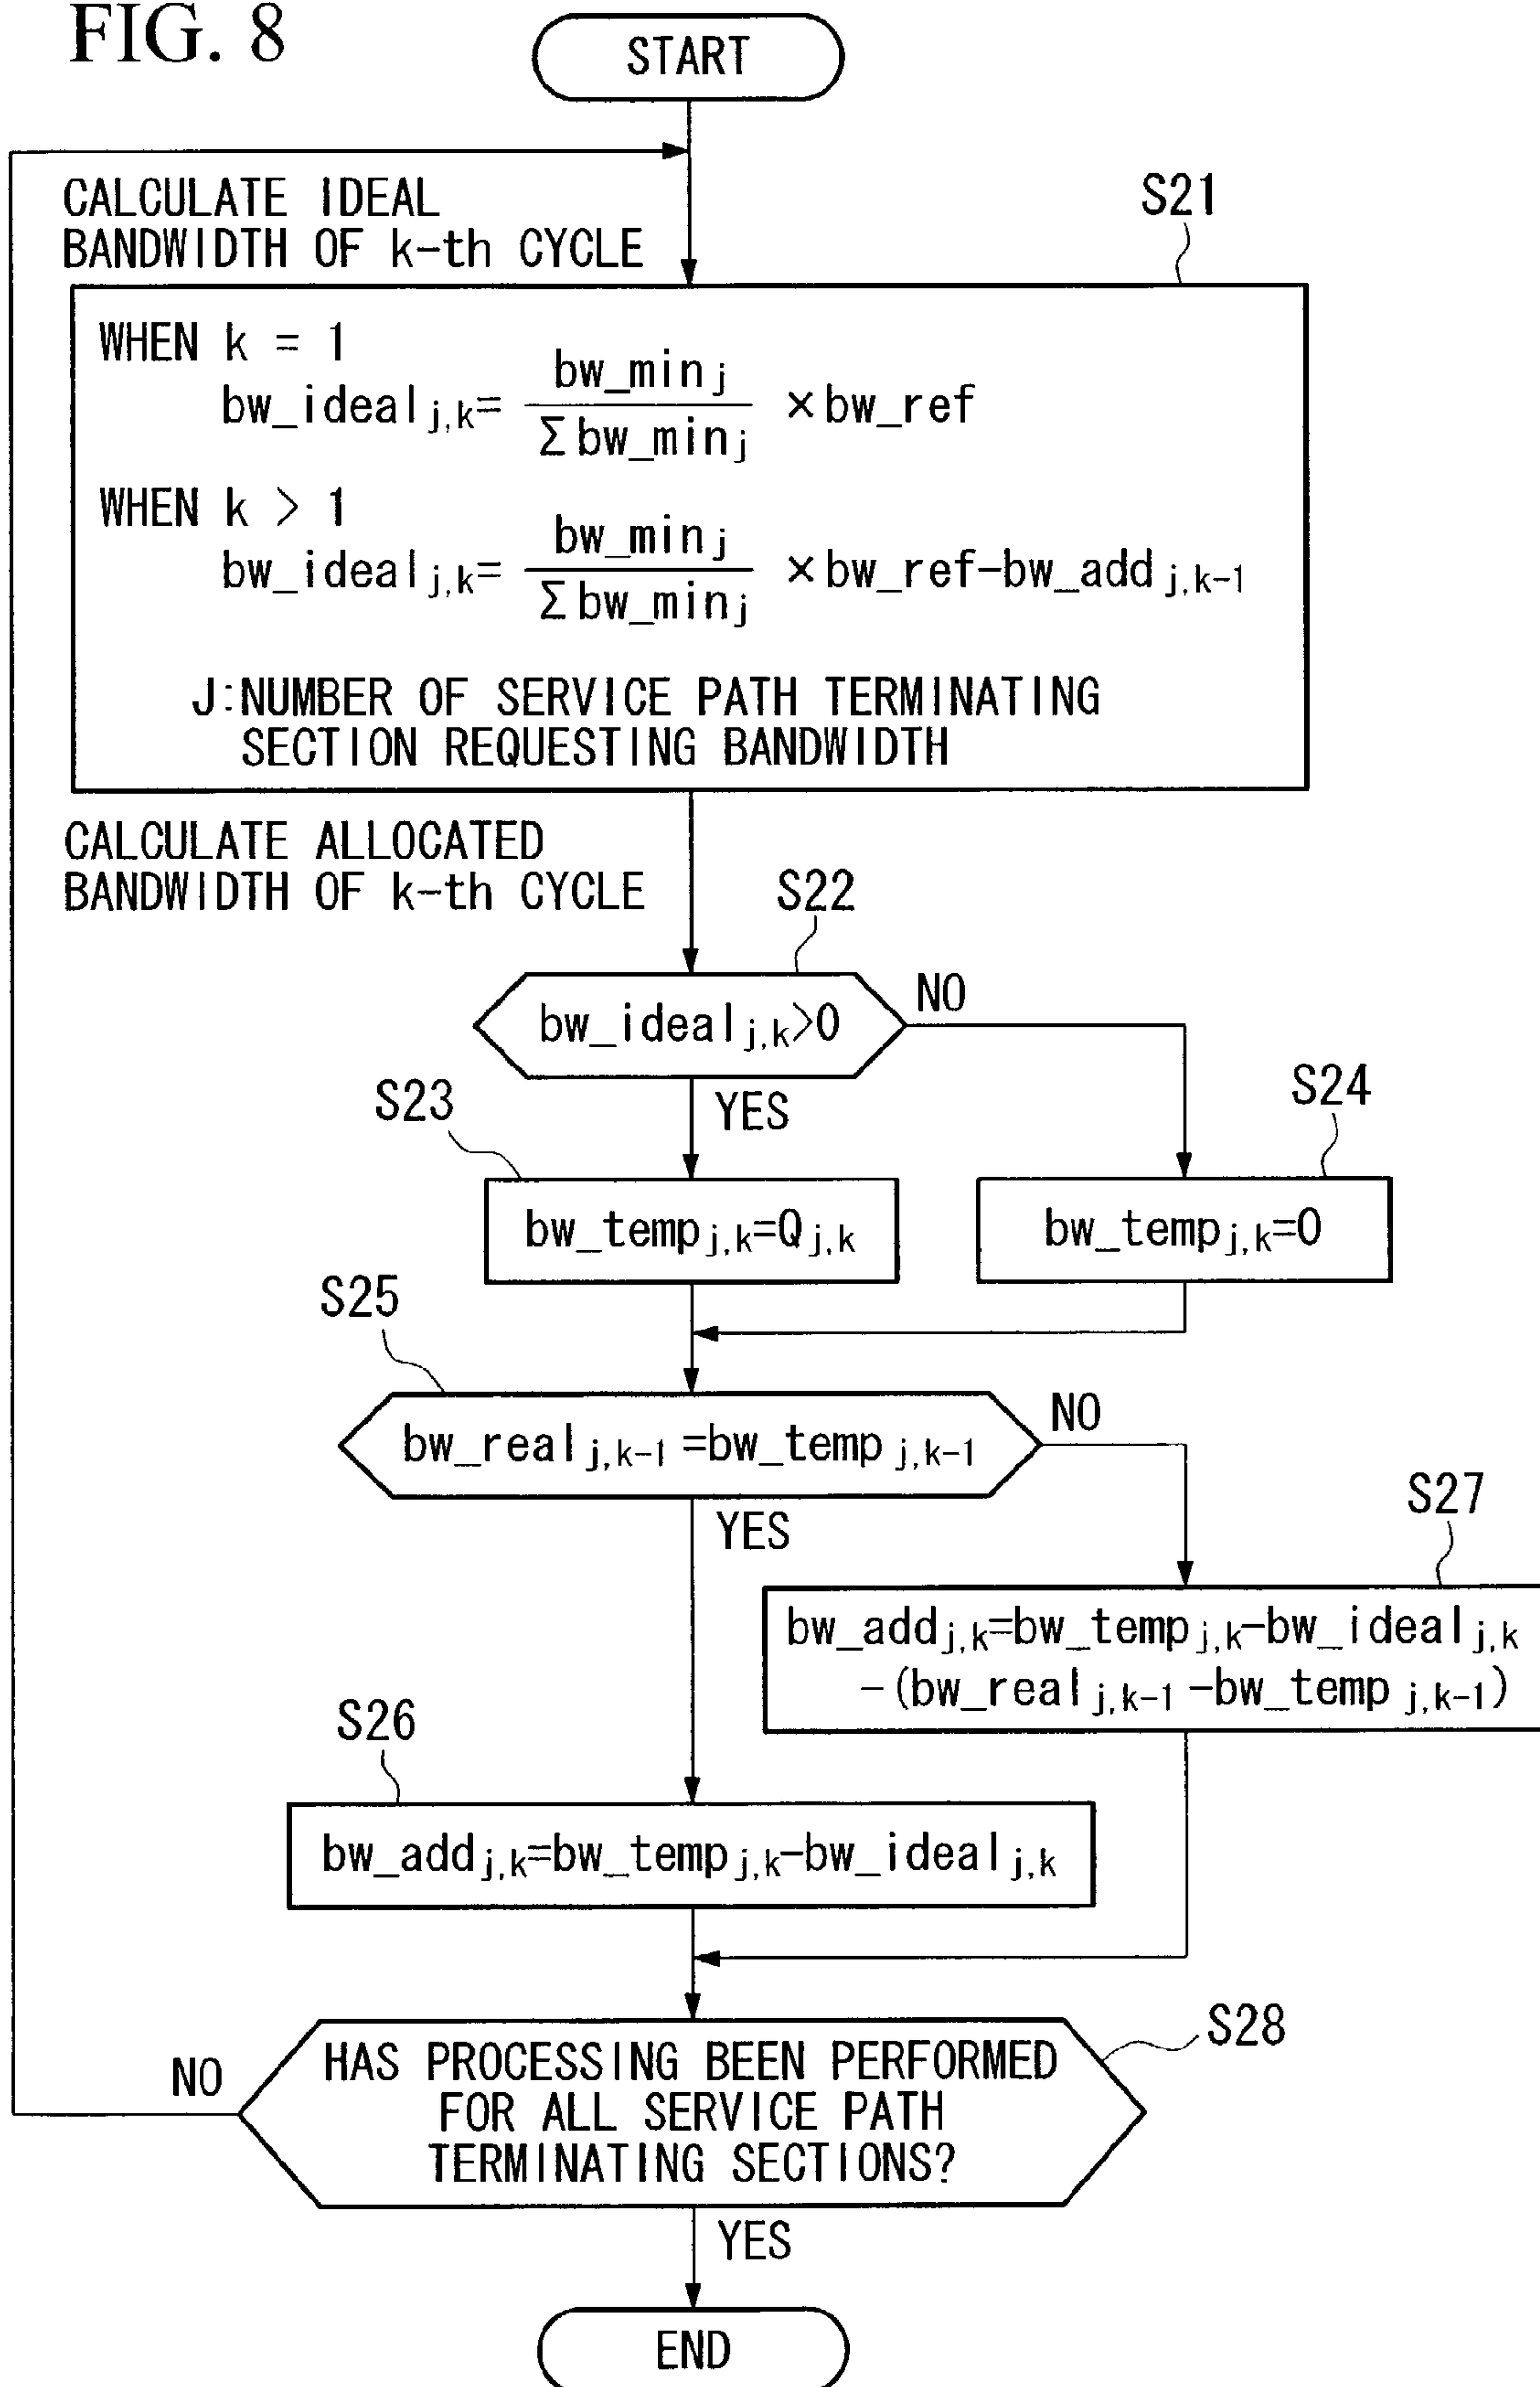 FIG. 8
START
CALCULATE IDEAL
BANDWIDTH OF k-th CYCLE
S21
WHEN k = 1
bw_ideal j,k= bw_min j / Σbw_min j ×bw_ref
WHEN k > 1
bw_ideal j,k= bw_min j / Σbw_min j ×bw_ref-bw_add j,k-1
J:NUMBER OF SERVICE PATH TERMINATING
SECTION REQUESTING BANDWIDTH
CALCULATE ALLOCATED
BANDWIDTH OF k-th CYCLE
S22
bw_ideal j,k>0
NO
YES
S23
S24
bw_temp j,k=Q j,k
bw_temp j,k=0
S25
bw_real j,k-1 =bw_temp j,k-1
NO
YES
S27
bw_add j,k=bw_temp j,k-bw_ideal j,k
-(bw_real j,k-1 -bw_temp j,k-1)
S26
bw_add j,k=bw_temp j,k-bw_ideal j,k
S28
NO
HAS PROCESSING BEEN PERFORMED
FOR ALL SERVICE PATH
TERMINATING SECTIONS?
YES
END